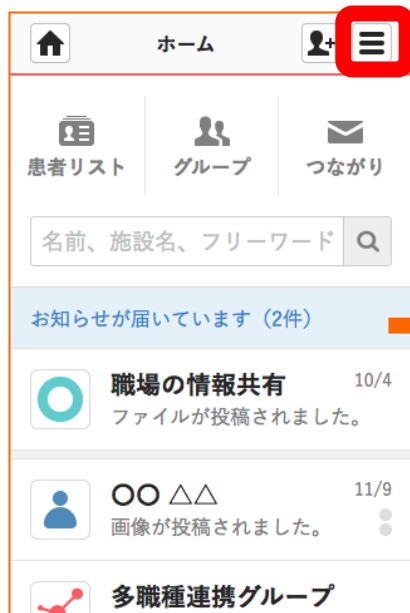 ホーム
患者リスト グループ つながり
名前、施設名、フリーワード
お知らせが届いています（2件）
職場の情報共有 10/4
ファイルが投稿されました。
〇〇 △△ 11/9
画像が投稿されました。
多職種連携グループ